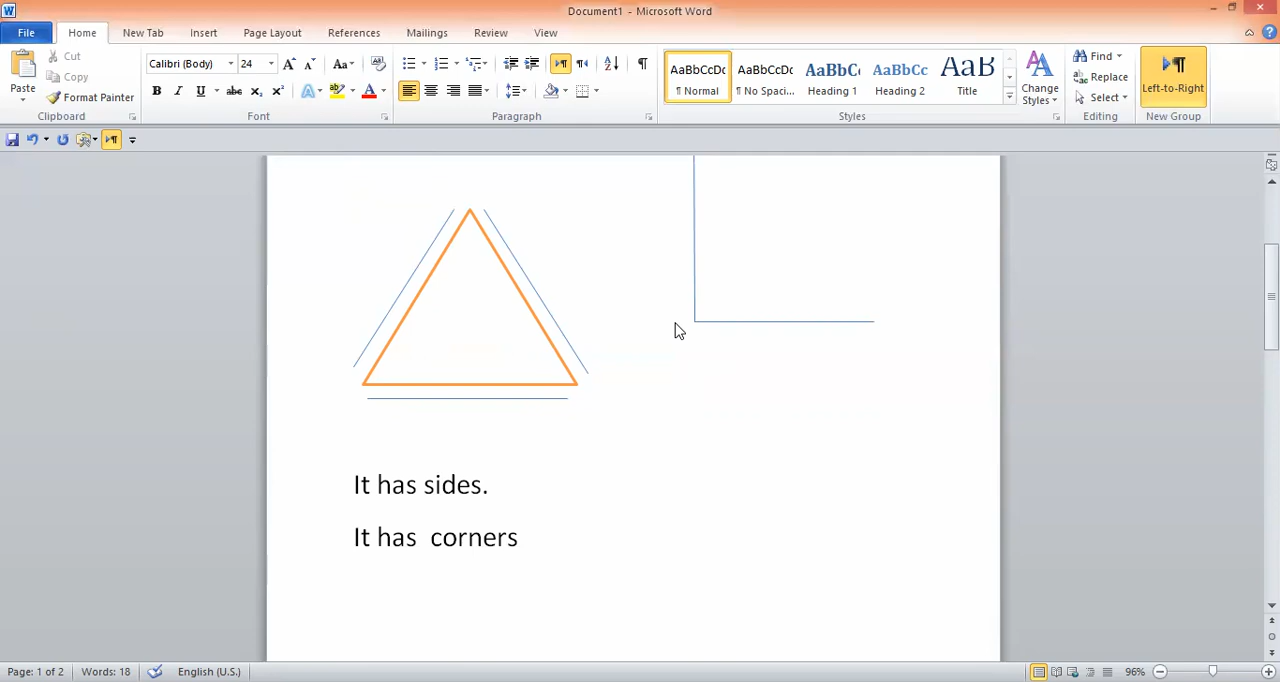 Document1 - Microsoft Word
File Home New Tab Insert Page Layout References Mailings Review View
Paste
Cut
Copy
Format Painter
Clipboard
Calibri (Body) 24
Font
Paragraph
AaBbCcDc AaBbCcDc AaBbC AaBbCc AaB
¶ Normal ¶ No Spaci... Heading 1 Heading 2 Title
Change Styles
Styles
Find
Replace
Select
Editing
Left-to-Right
New Group
It has sides.
It has  corners
Page: 1 of 2 Words: 18 English (U.S.) 96%